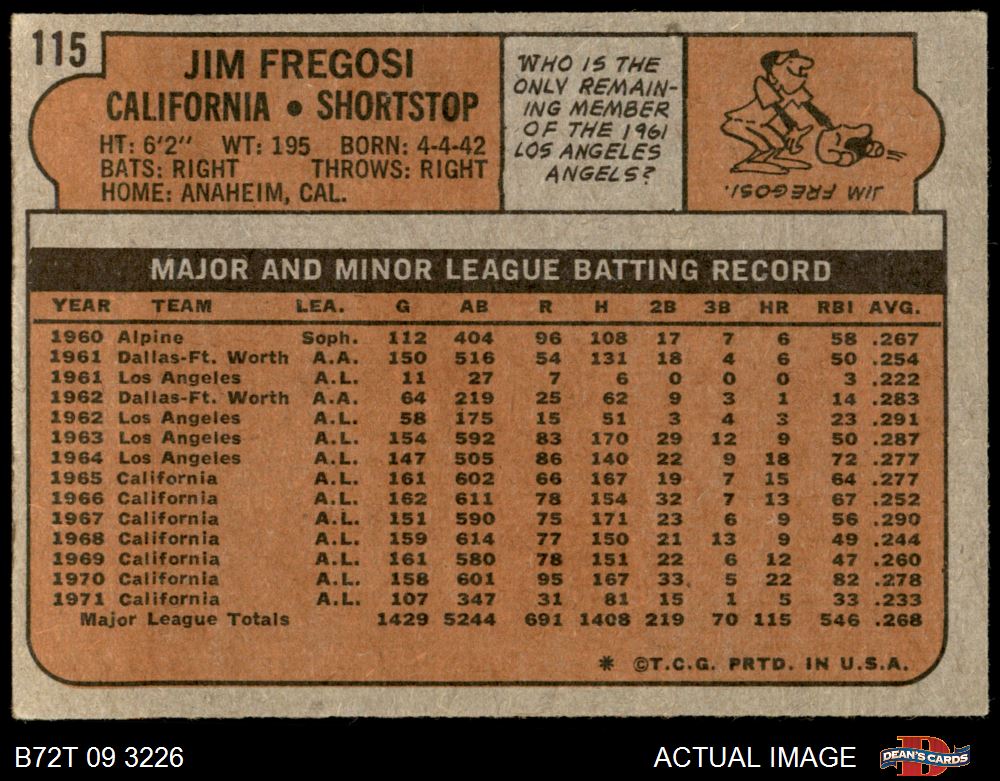 115
JIM FREGOSI
CALIFORNIA • SHORTSTOP
HT: 6'2" WT: 195 BORN: 4-4-42
BATS: RIGHT THROWS: RIGHT
HOME: ANAHEIM, CAL.
WHO IS THE
ONLY REMAIN-
ING MEMBER
OF THE 1961
LOS ANGELES
ANGELS?
JIM FREGOSI.
MAJOR AND MINOR LEAGUE BATTING RECORD
YEAR TEAM LEA. G AB R H 2B 3B HR RBI AVG.
1960 Alpine Soph. 112 404 96 108 17 7 6 58 .267
1961 Dallas-Ft. Worth A.A. 150 516 54 131 18 4 6 50 .254
1961 Los Angeles A.L. 11 27 7 6 0 0 0 3 .222
1962 Dallas-Ft. Worth A.A. 64 219 25 62 9 3 1 14 .283
1962 Los Angeles A.L. 58 175 15 51 3 4 3 23 .291
1963 Los Angeles A.L. 154 592 83 170 29 12 9 50 .287
1964 Los Angeles A.L. 147 505 86 140 22 9 18 72 .277
1965 California A.L. 161 602 66 167 19 7 15 64 .277
1966 California A.L. 162 611 78 154 32 7 13 67 .252
1967 California A.L. 151 590 75 171 23 6 9 56 .290
1968 California A.L. 159 614 77 150 21 13 9 49 .244
1969 California A.L. 161 580 78 151 22 6 12 47 .260
1970 California A.L. 158 601 95 167 33 5 22 82 .278
1971 California A.L. 107 347 31 81 15 1 5 33 .233
Major League Totals 1429 5244 691 1408 219 70 115 546 .268
* ©T.C.G. PRTD. IN U.S.A.
B72T 09 3226
ACTUAL IMAGE
DEAN'S CARDS